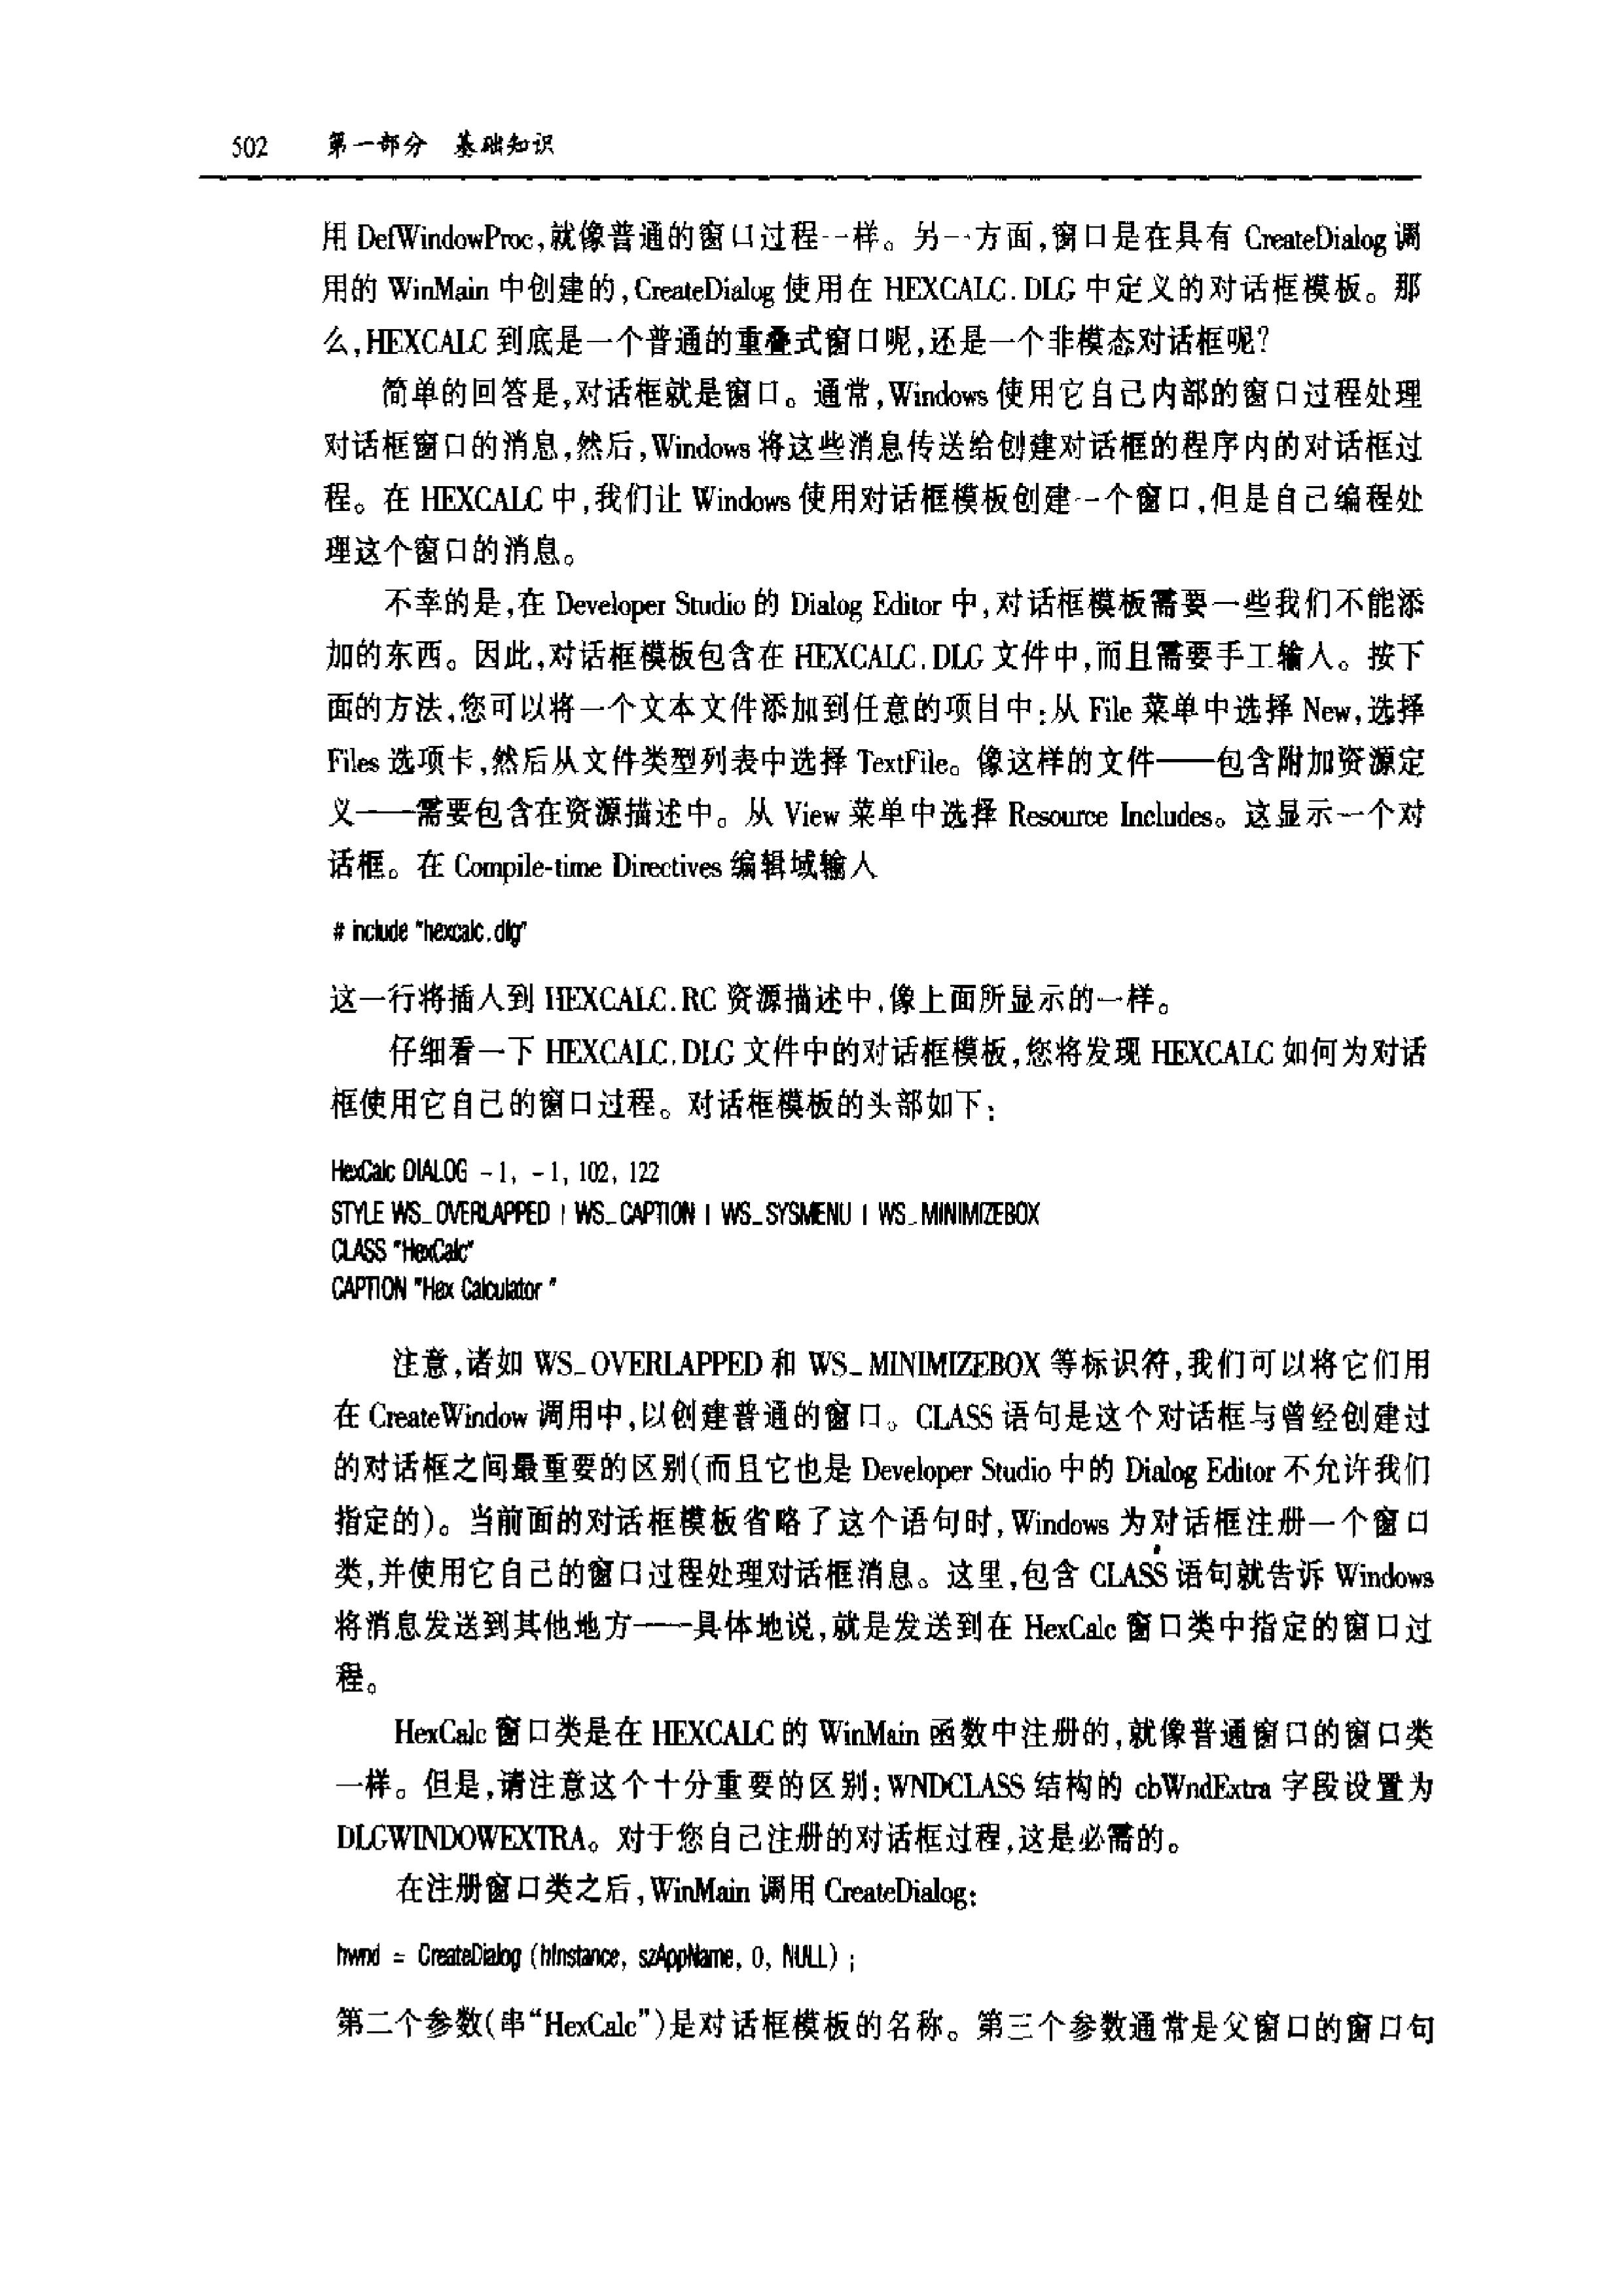 502 第一部分 基础知识
用 DefWindowProc,就像普通的窗口过程一样。另一方面,窗口是在具有 CreateDialog 调
用的 WinMain 中创建的,CreateDialog 使用在 HEXCALC.DLG 中定义的对话框模板。那
么,HEXCALC 到底是一个普通的重叠式窗口呢,还是一个非模态对话框呢?
简单的回答是,对话框就是窗口。通常,Windows 使用它自己内部的窗口过程处理
对话框窗口的消息,然后,Windows 将这些消息传送给创建对话框的程序内的对话框过
程。在 HEXCALC 中,我们让 Windows 使用对话框模板创建一个窗口,但是自己编程处
理这个窗口的消息。
不幸的是,在 Developer Studio 的 Dialog Editor 中,对话框模板需要一些我们不能添
加的东西。因此,对话框模板包含在 HEXCALC.DLG 文件中,而且需要手工输入。按下
面的方法,您可以将一个文本文件添加到任意的项目中:从 File 菜单中选择 New,选择
Files 选项卡,然后从文件类型列表中选择 TextFile。像这样的文件——包含附加资源定
义——需要包含在资源描述中。从 View 菜单中选择 Resource Includes。这显示一个对
话框。在 Compile-time Directives 编辑域输入
# include "hexcalc.dlg"
这一行将插入到 HEXCALC.RC 资源描述中,像上面所显示的一样。
仔细看一下 HEXCALC.DLG 文件中的对话框模板,您将发现 HEXCALC 如何为对话
框使用它自己的窗口过程。对话框模板的头部如下:
HexCalc DIALOG -1, -1, 102, 122
STYLE WS_OVERLAPPED | WS_CAPTION | WS_SYSMENU | WS_MINIMIZEBOX
CLASS "HexCalc"
CAPTION "Hex Calculator "
注意,诸如 WS_OVERLAPPED 和 WS_MINIMIZEBOX 等标识符,我们可以将它们用
在 CreateWindow 调用中,以创建普通的窗口。CLASS 语句是这个对话框与曾经创建过
的对话框之间最重要的区别(而且它也是 Developer Studio 中的 Dialog Editor 不允许我们
指定的)。当前面的对话框模板省略了这个语句时,Windows 为对话框注册一个窗口
类,并使用它自己的窗口过程处理对话框消息。这里,包含 CLASS 语句就告诉 Windows
将消息发送到其他地方——具体地说,就是发送到在 HexCalc 窗口类中指定的窗口过
程。
HexCalc 窗口类是在 HEXCALC 的 WinMain 函数中注册的,就像普通窗口的窗口类
一样。但是,请注意这个十分重要的区别:WNDCLASS 结构的 cbWndExtra 字段设置为
DLGWINDOWEXTRA。对于您自己注册的对话框过程,这是必需的。
在注册窗口类之后,WinMain 调用 CreateDialog:
hwnd = CreateDialog (hInstance, szAppName, 0, NULL) ;
第二个参数(串“HexCalc”)是对话框模板的名称。第三个参数通常是父窗口的窗口句